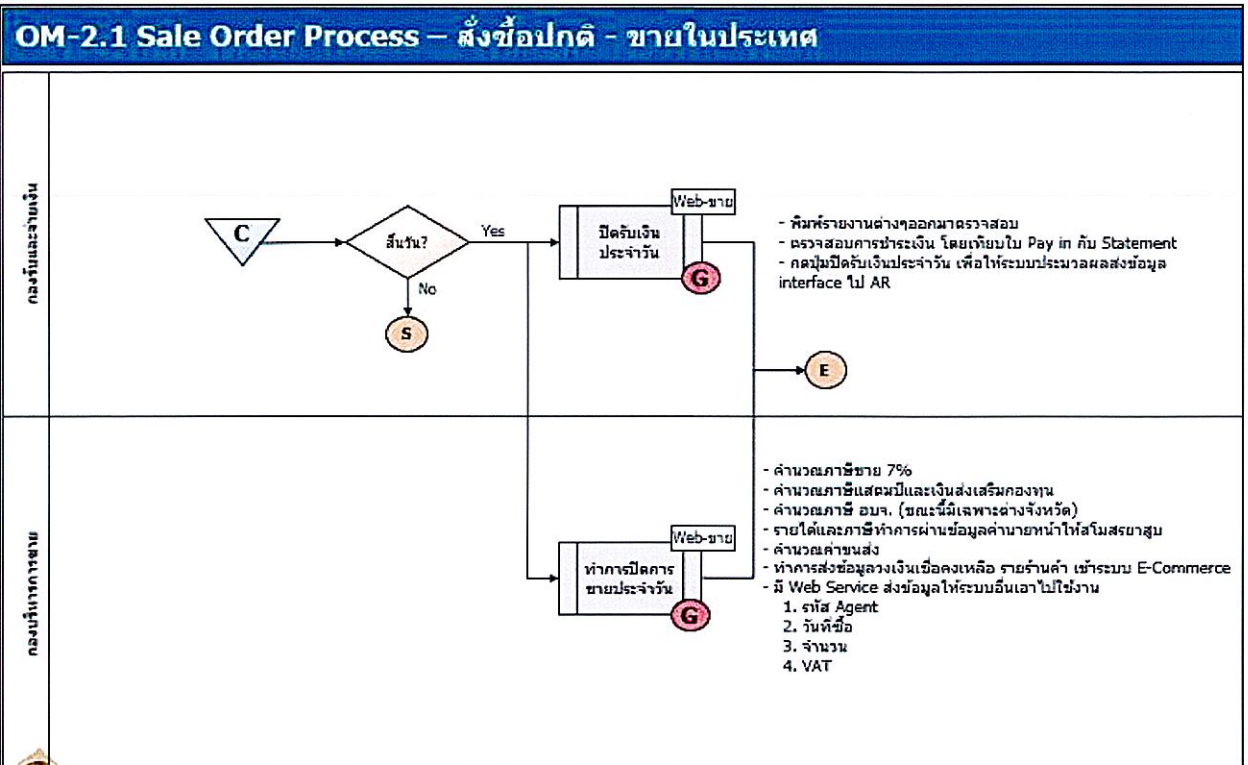 OM-2.1 Sale Order Process – สั่งซื้อปกติ - ขายในประเทศ
กองรับและจ่ายเงิน
C
สิ้นวัน?
Yes
No
S
Web-ขาย
ปิดรับเงิน
ประจำวัน
G
- พิมพ์รายงานต่างๆออกมาตรวจสอบ
- ตรวจสอบการชำระเงิน โดยเทียบใบ Pay in กับ Statement
- กดปุ่มปิดรับเงินประจำวัน เพื่อให้ระบบประมวลผลส่งข้อมูล
interface ไป AR
E
กองบริหารการขาย
Web-ขาย
ทำการปิดการ
ขายประจำวัน
G
- คำนวณภาษีขาย 7%
- คำนวณภาษีแสตมป์และเงินส่งเสริมกองทุน
- คำนวณภาษี อบจ. (ขณะนี้มีเฉพาะต่างจังหวัด)
- รายได้และภาษีทำการผ่านข้อมูลค่านายหน้าให้สโมสรยาสูบ
- คำนวณค่าขนส่ง
- ทำการส่งข้อมูลวงเงินเชื่อคงเหลือ รายร้านค้า เข้าระบบ E-Commerce
- มี Web Service ส่งข้อมูลให้ระบบอื่นเอาไปใช้งาน
1. รหัส Agent
2. วันที่ซื้อ
3. จำนวน
4. VAT